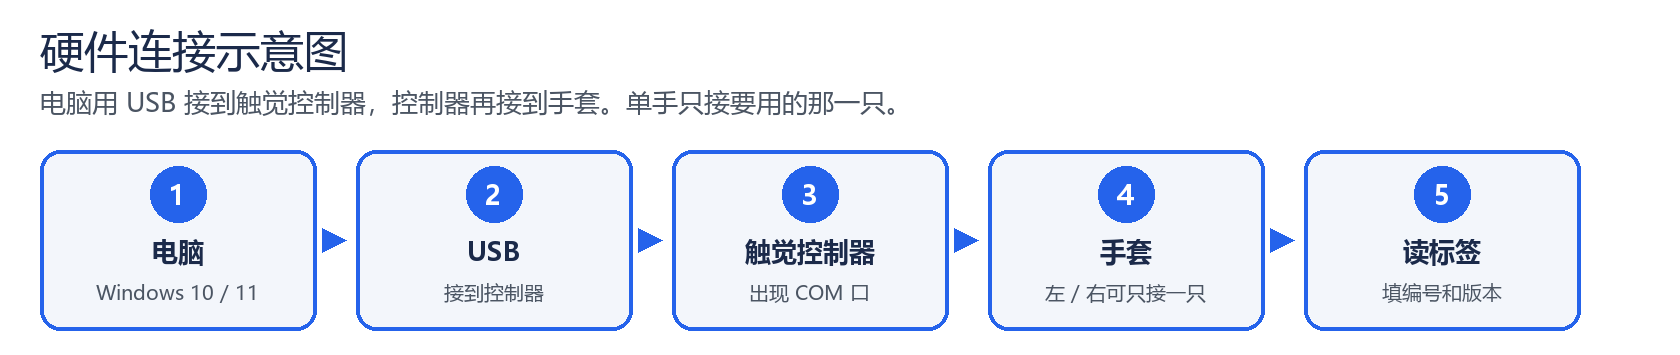 硬件连接示意图
电脑用 USB 接到触觉控制器，控制器再接到手套。单手只接要用的那一只。
1
电脑
Windows 10 / 11
2
USB
接到控制器
3
触觉控制器
出现 COM 口
4
手套
左 / 右可只接一只
5
读标签
填编号和版本